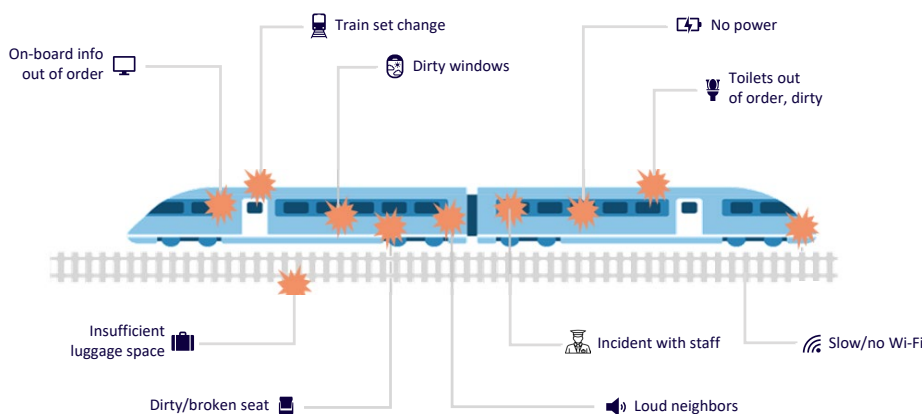 Train set change
No power
On-board info
out of order
Dirty windows
Toilets out
of order, dirty
Insufficient
luggage space
Incident with staff
Slow/no Wi-Fi
Dirty/broken seat
Loud neighbors